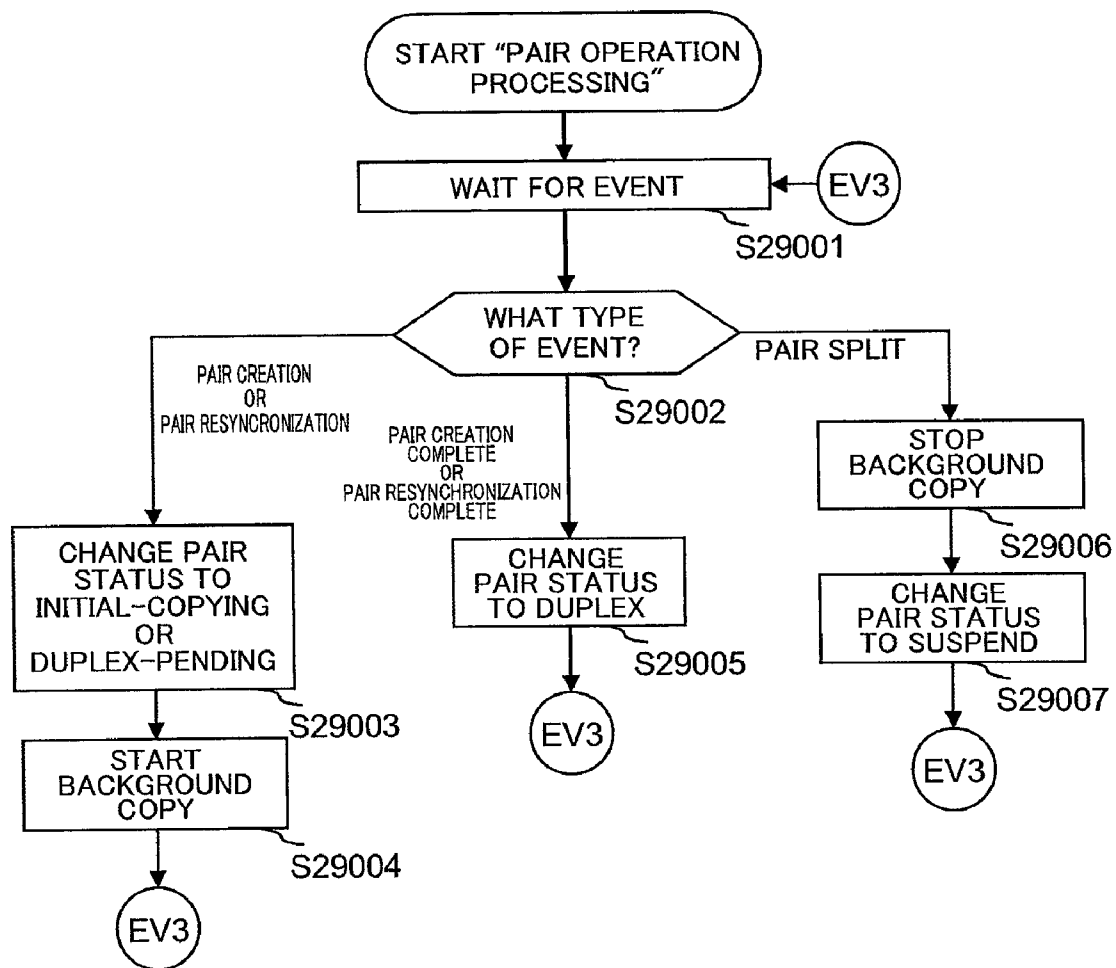 START “PAIR OPERATION
PROCESSING”
WAIT FOR EVENT
EV3
S29001
WHAT TYPE
OF EVENT?
S29002
PAIR CREATION
OR
PAIR RESYNCRONIZATION
PAIR CREATION
COMPLETE
OR
PAIR RESYNCHRONIZATION
COMPLETE
PAIR SPLIT
CHANGE PAIR
STATUS TO
INITIAL-COPYING
OR
DUPLEX-PENDING
S29003
START
BACKGROUND
COPY
S29004
EV3
CHANGE
PAIR STATUS
TO DUPLEX
S29005
EV3
STOP
BACKGROUND
COPY
S29006
CHANGE
PAIR STATUS
TO SUSPEND
S29007
EV3